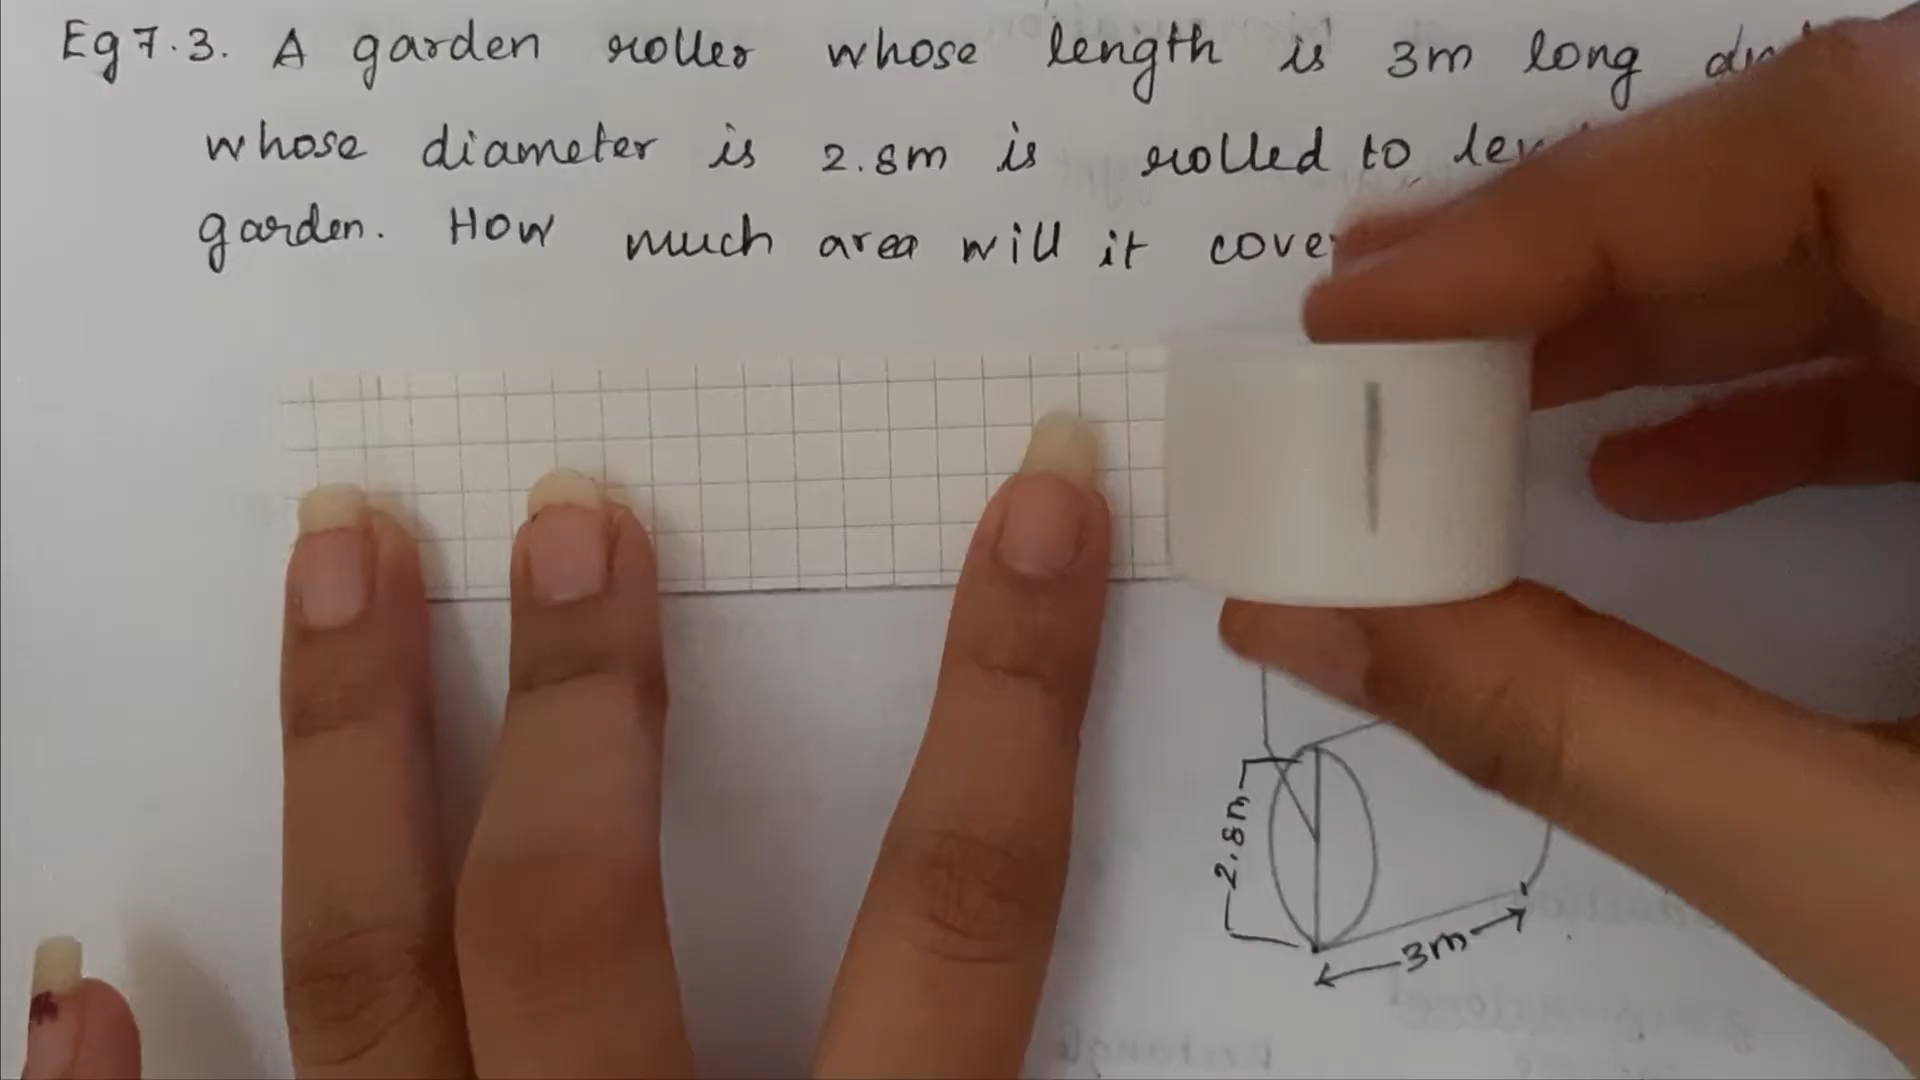 Eg 7.3. A garden roller whose length is 3m long
whose diameter is 2.8m is rolled to
garden. How much area will it
2.8m
3m